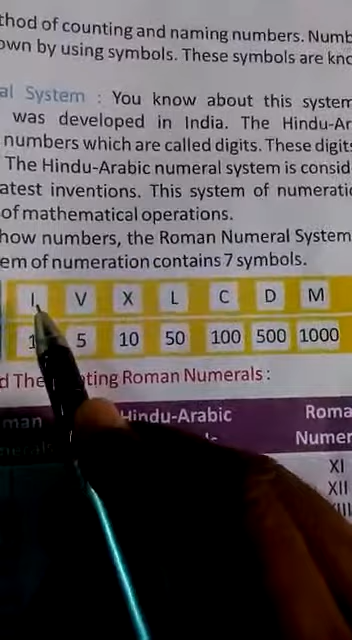 thod of counting and naming numbers. Numb
own by using symbols. These symbols are kno
al System : You know about this system
was developed in India. The Hindu-Ar
numbers which are called digits. These digits
The Hindu-Arabic numeral system is consid
atest inventions. This system of numeratio
of mathematical operations.
how numbers, the Roman Numeral System
em of numeration contains 7 symbols.
I V X L C D M
1 5 10 50 100 500 1000
d The ting Roman Numerals :
man Hindu-Arabic Roma
Numer
XI
XII
XIII